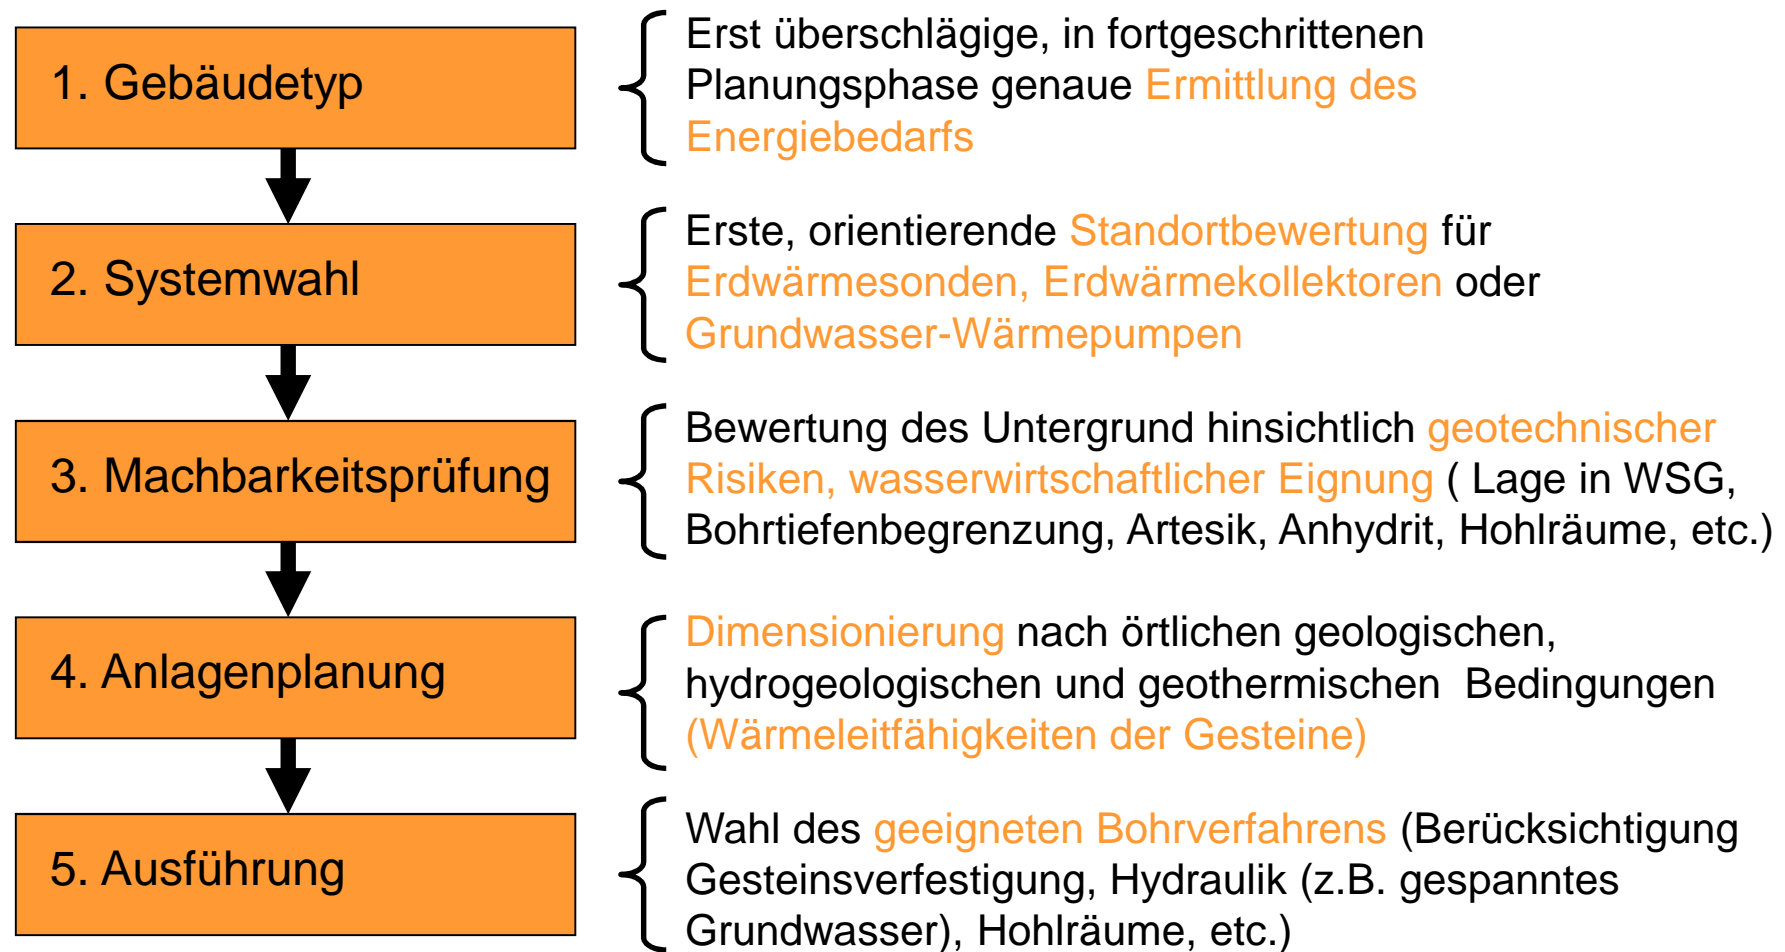 1. Gebäudetyp
Erst überschlägige, in fortgeschrittenen
Planungsphase genaue Ermittlung des
Energiebedarfs
2. Systemwahl
Erste, orientierende Standortbewertung für
Erdwärmesonden, Erdwärmekollektoren oder
Grundwasser-Wärmepumpen
3. Machbarkeitsprüfung
Bewertung des Untergrund hinsichtlich geotechnischer
Risiken, wasserwirtschaftlicher Eignung ( Lage in WSG,
Bohrtiefenbegrenzung, Artesik, Anhydrit, Hohlräume, etc.)
4. Anlagenplanung
Dimensionierung nach örtlichen geologischen,
hydrogeologischen und geothermischen  Bedingungen
(Wärmeleitfähigkeiten der Gesteine)
5. Ausführung
Wahl des geeigneten Bohrverfahrens (Berücksichtigung
Gesteinsverfestigung, Hydraulik (z.B. gespanntes
Grundwasser), Hohlräume, etc.)